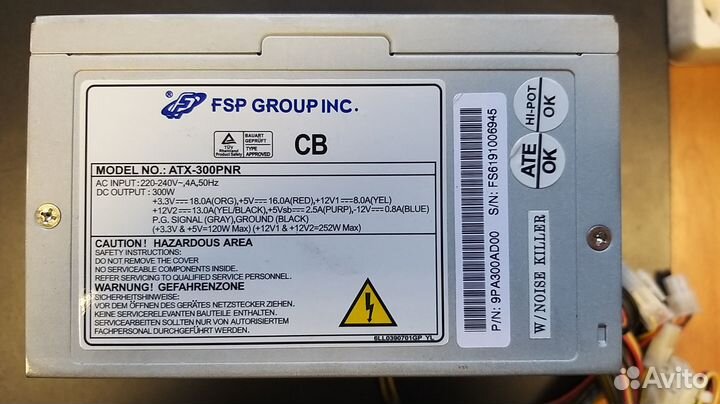 FSP GROUP INC.
TÜV
Rheinland
Product Safety
BAUART
GEPRÜFT
TYPE
APPROVED
CB
MODEL NO.: ATX-300PNR
AC INPUT: 220-240V~,4A,50Hz
DC OUTPUT: 300W
+3.3V⎓18.0A(ORG),+5V⎓16.0A(RED),+12V1⎓8.0A(YEL)
+12V2⎓13.0A(YEL/BLACK),+5Vsb⎓2.5A(PURP),-12V⎓0.8A(BLUE)
P.G. SIGNAL (GRAY),GROUND (BLACK)
(+3.3V & +5V=120W Max) (+12V1 & +12V2=252W Max)
CAUTION! HAZARDOUS AREA
SAFETY INSTRUCTIONS:
DO NOT REMOVE THE COVER
NO SERVICEABLE COMPONENTS INSIDE.
REFER SERVICING TO QUALIFIED SERVICE PERSONNEL.
WARNUNG! GEFAHRENZONE
SICHERHEITSHINWEISE:
VOR DEM ÖFFNEN DES GERÄTES NETZSTECKER ZIEHEN.
KEINE SERVICEFÄHIGEN BAUTEILE ENTHALTEN.
SERVICEARBEITEN SOLLTEN NUR VON AUTORISIERTEM
FACHPERSONAL DURCHGEFÜHRT WERDEN.
6LL0300701GP YL
P/N: 9PA300AD00 S/N: FS6191006945
HI-POT
OK
ATE
OK
W/NOISE KILLER
Avito